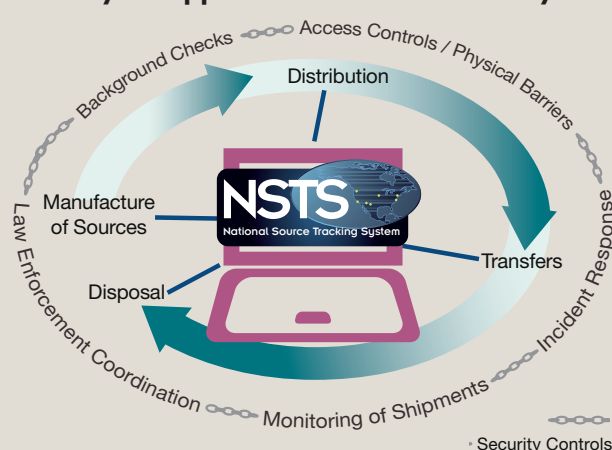 Background Checks
Access Controls / Physical Barriers
Distribution
NSTS
National Source Tracking System
Manufacture
of Sources
Transfers
Disposal
Law Enforcement Coordination
Incident Response
Monitoring of Shipments
Security Controls